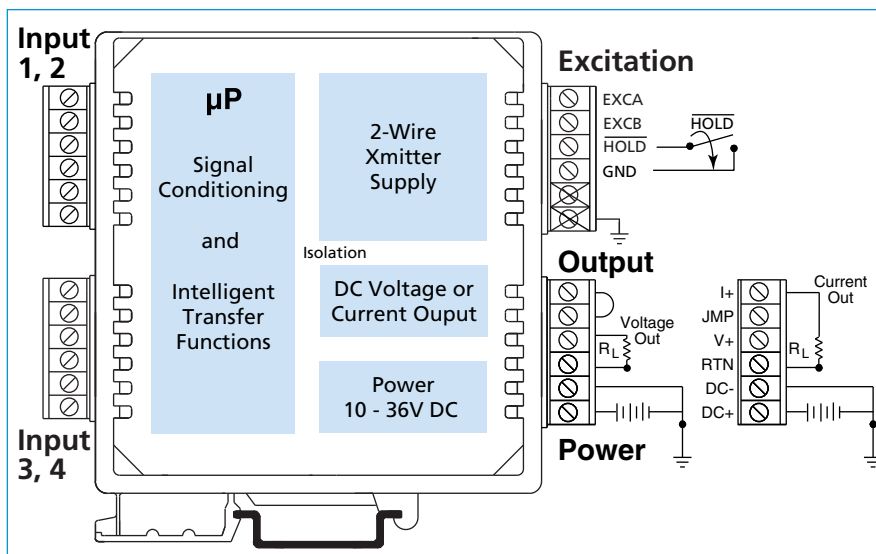 Input
1, 2
µP
Signal
Conditioning
and
Intelligent
Transfer
Functions
2-Wire
Xmitter
Supply
Isolation
DC Voltage or
Current Ouput
Power
10 - 36V DC
Input
3, 4
Excitation
EXCA
EXCB
HOLD
GND
HOLD
Output
Voltage
Out
RL
Power
I+
JMP
V+
RTN
DC-
DC+
Current
Out
RL